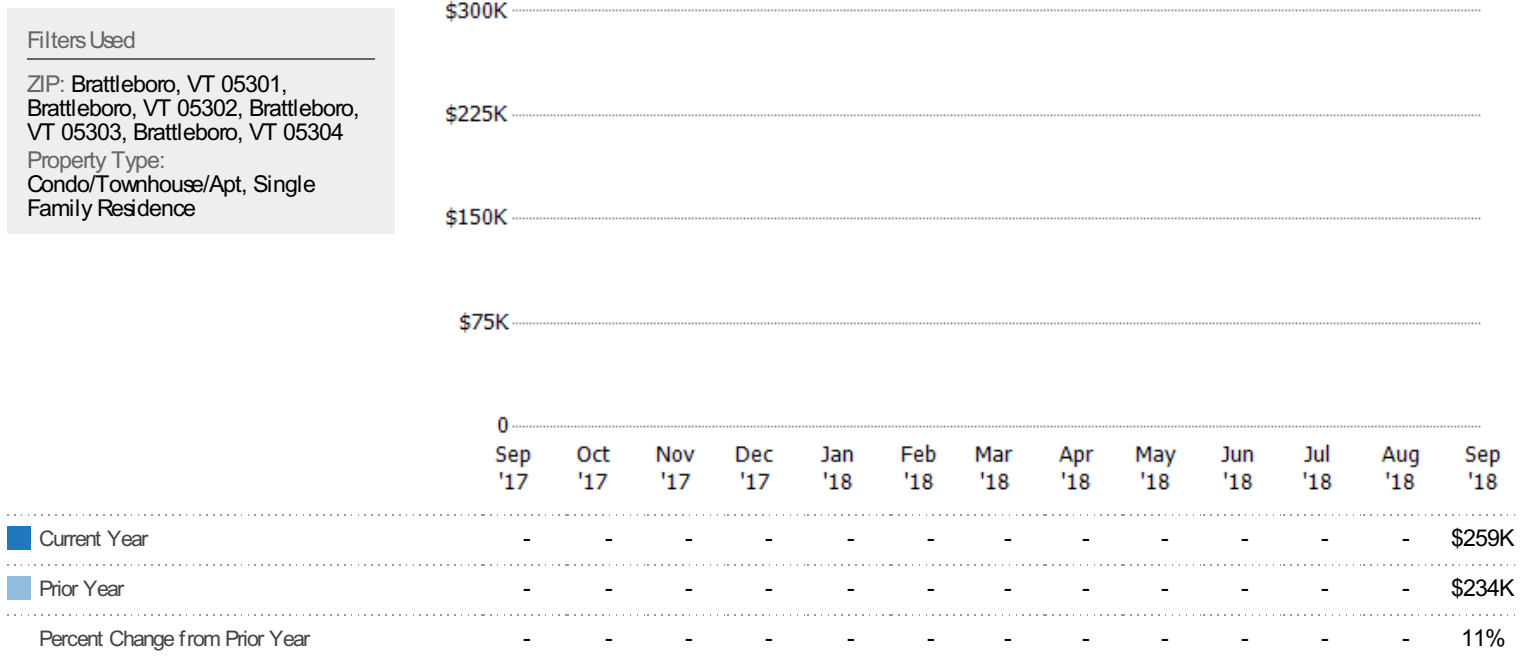 Filters Used
ZIP: Brattleboro, VT 05301,
Brattleboro, VT 05302, Brattleboro,
VT 05303, Brattleboro, VT 05304
Property Type:
Condo/Townhouse/Apt, Single
Family Residence
$300K
$225K
$150K
$75K
0
Sep Oct Nov Dec Jan Feb Mar Apr May Jun Jul Aug Sep
'17 '17 '17 '17 '18 '18 '18 '18 '18 '18 '18 '18 '18
Current Year - - - - - - - - - - - - $259K
Prior Year - - - - - - - - - - - - $234K
Percent Change from Prior Year - - - - - - - - - - - - 11%